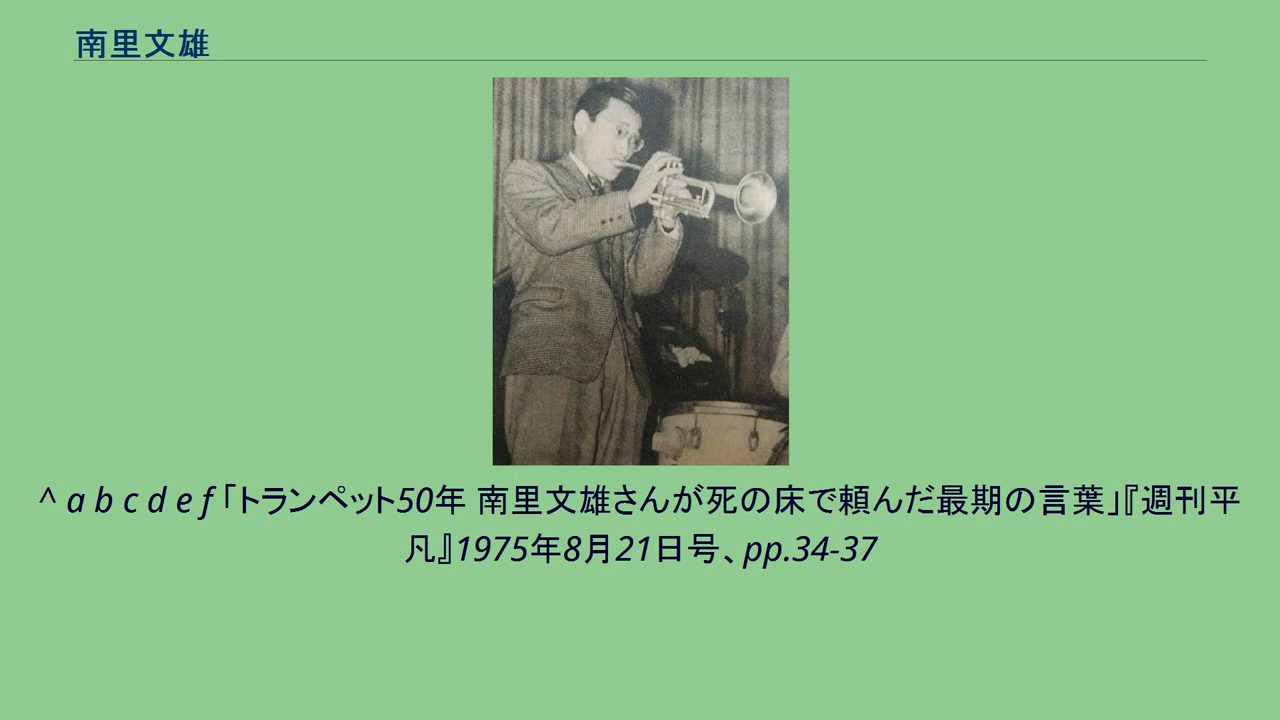 南里文雄
^ a b c d e f 「トランペット50年 南里文雄さんが死の床で頼んだ最期の言葉」『週刊平
凡』1975年8月21日号、pp.34-37